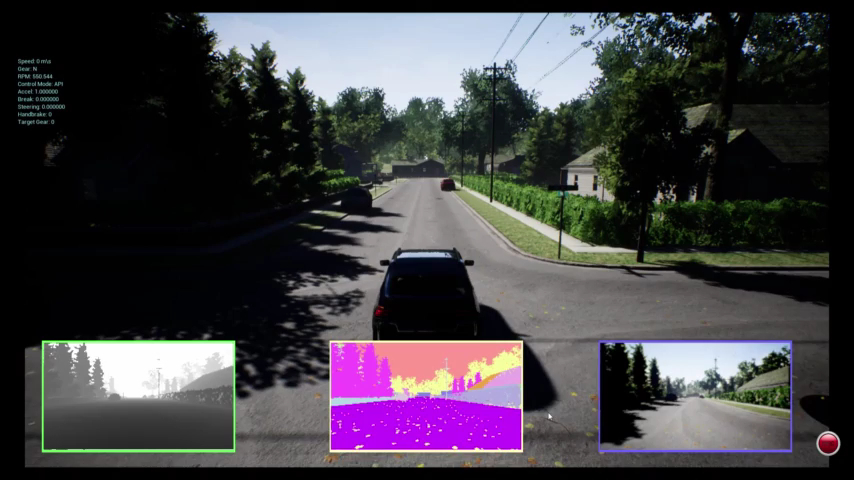 Speed: 0 m\s
Gear: N
RPM: 550.544
Control Mode: API
Accel: 1.000000
Break: 0.000000
Steering: 0.000000
Handbrake: 0
Target Gear: 0